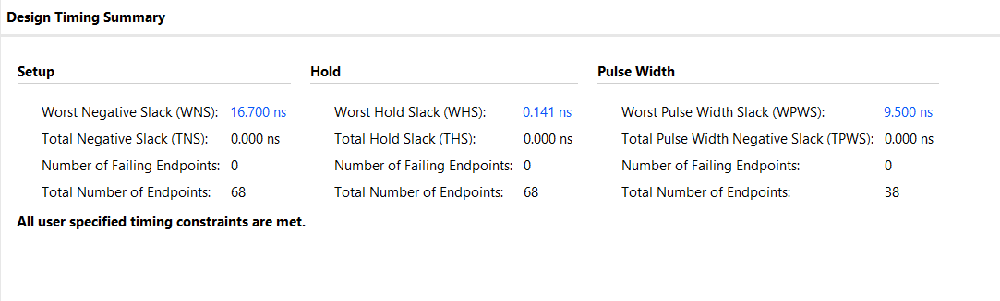 Design Timing Summary
Setup Hold Pulse Width
Worst Negative Slack (WNS): 16.700 ns Worst Hold Slack (WHS): 0.141 ns Worst Pulse Width Slack (WPWS): 9.500 ns
Total Negative Slack (TNS): 0.000 ns Total Hold Slack (THS): 0.000 ns Total Pulse Width Negative Slack (TPWS): 0.000 ns
Number of Failing Endpoints: 0 Number of Failing Endpoints: 0 Number of Failing Endpoints: 0
Total Number of Endpoints: 68 Total Number of Endpoints: 68 Total Number of Endpoints: 38
All user specified timing constraints are met.